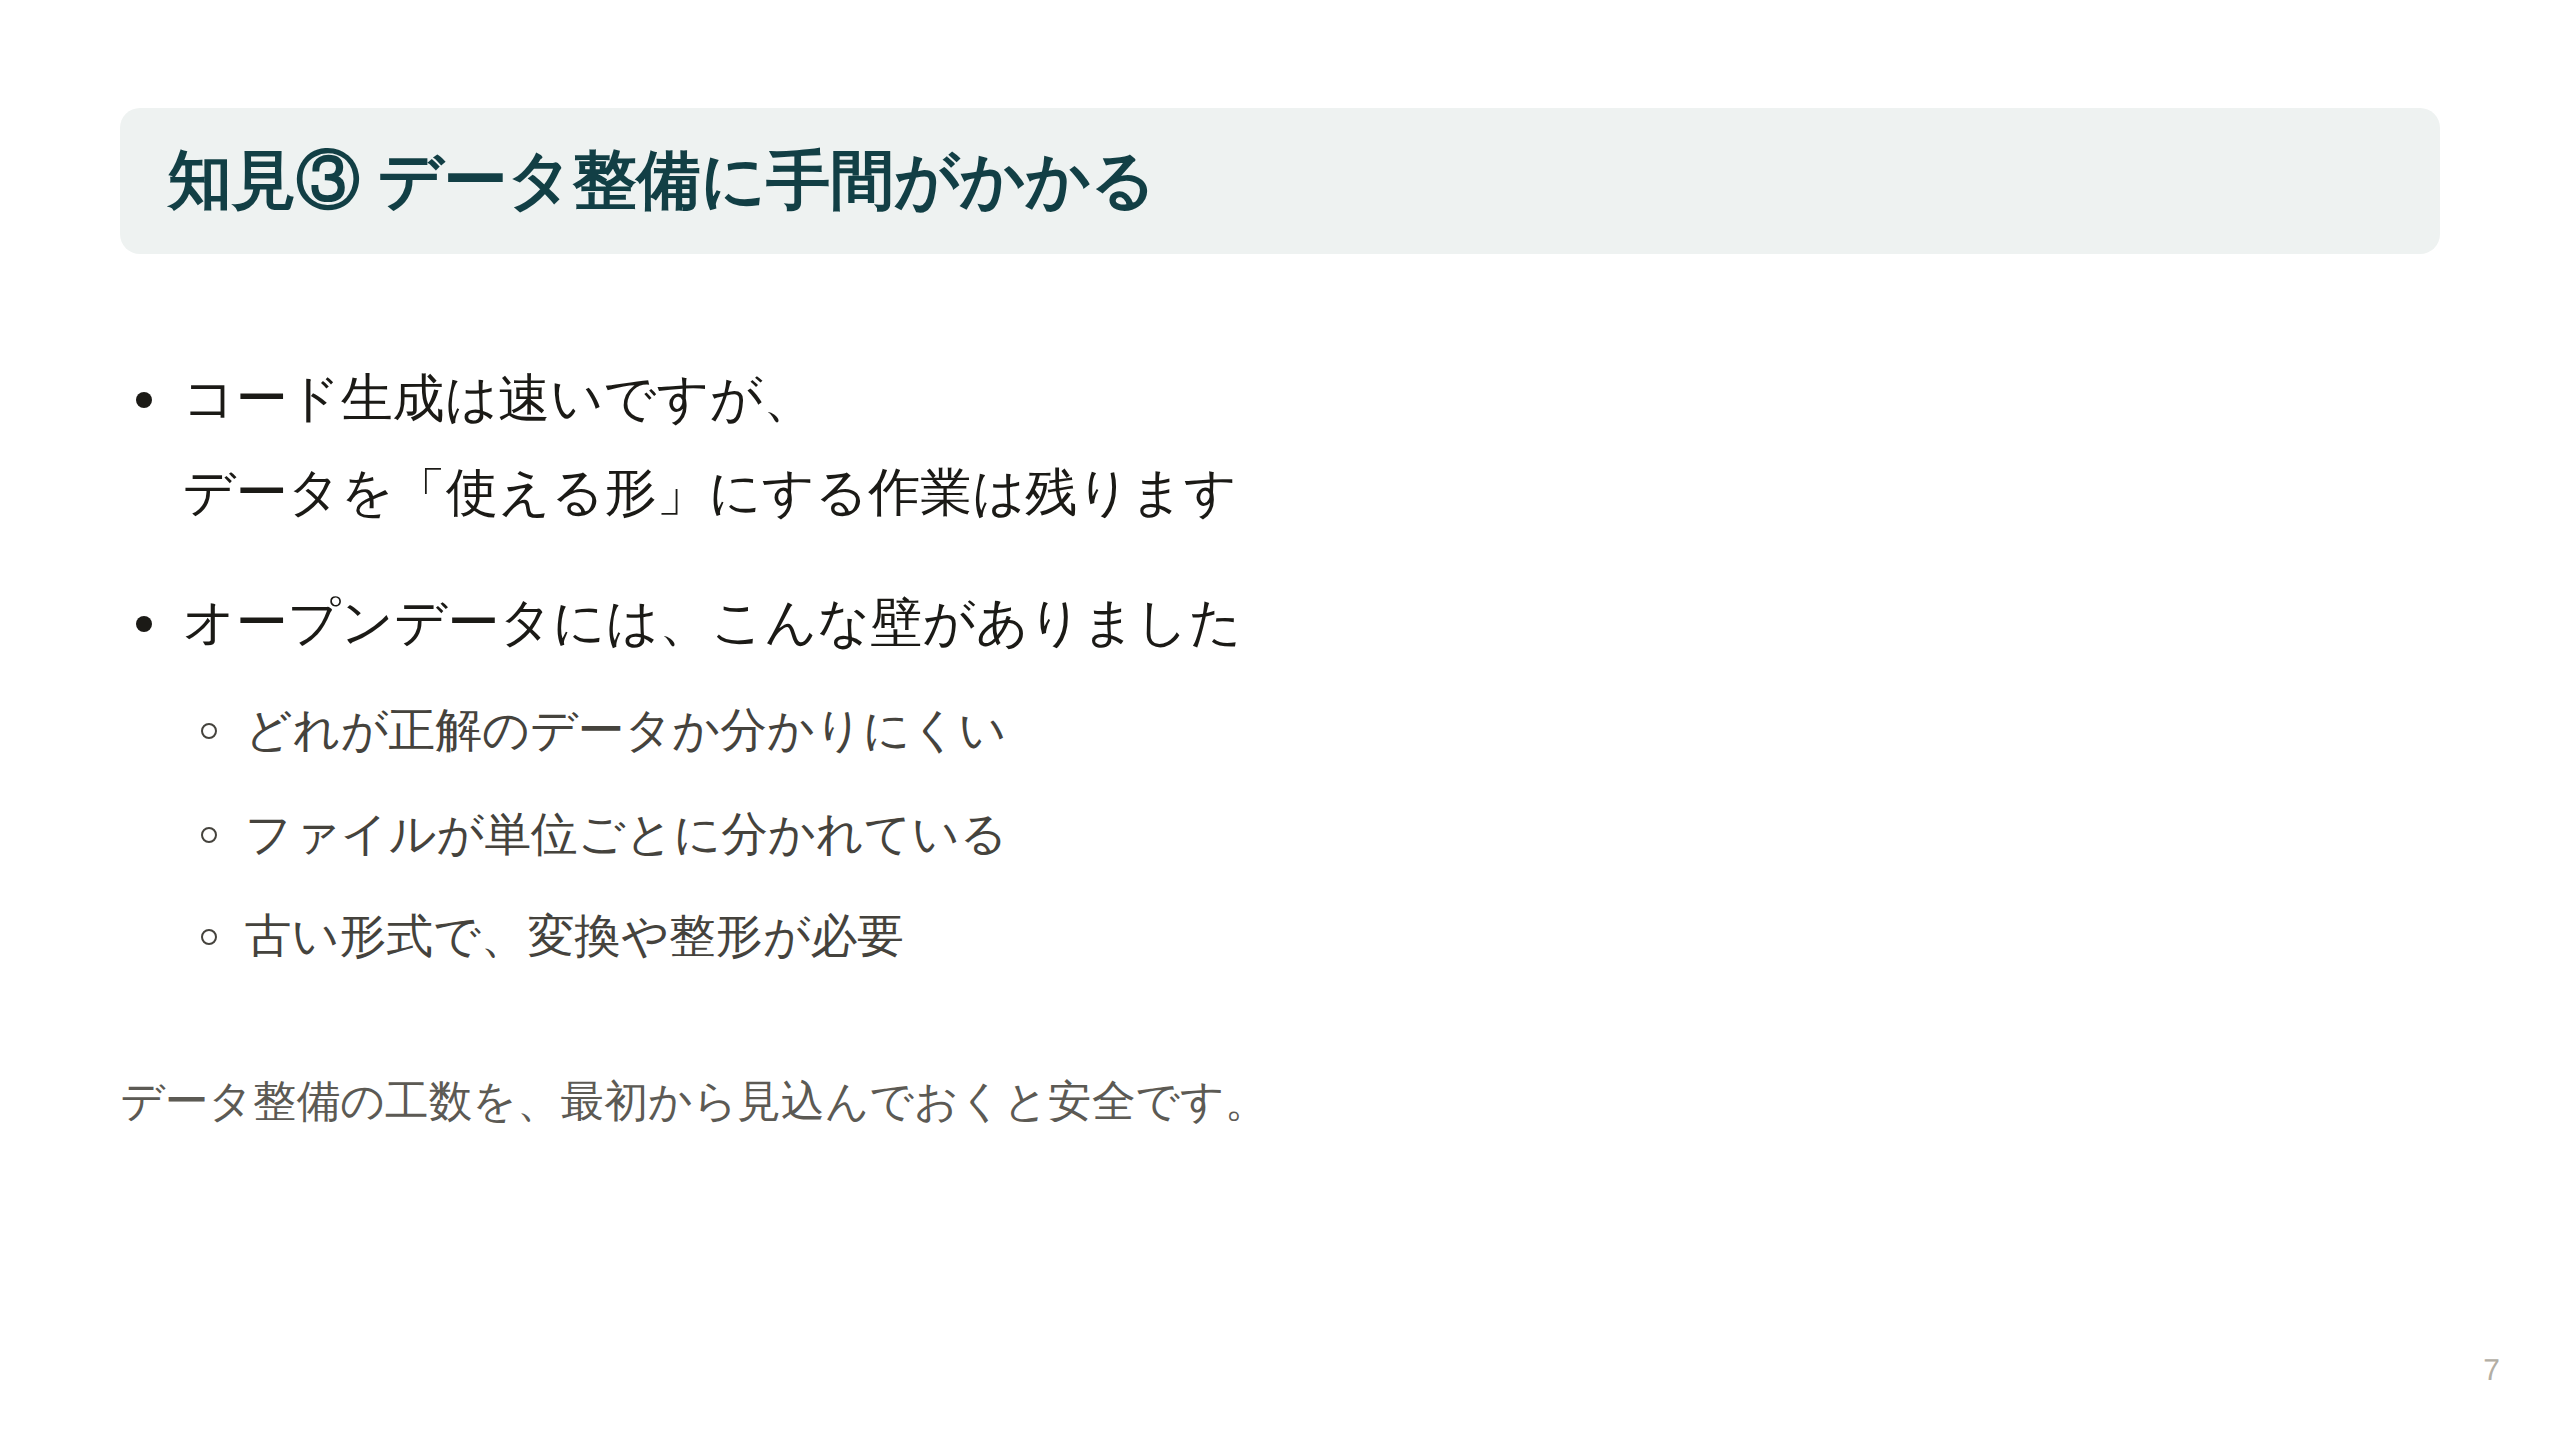 知見③ データ整備に手間がかかる
• コード生成は速いですが、
データを「使える形」にする作業は残ります
• オープンデータには、こんな壁がありました
○ どれが正解のデータか分かりにくい
○ ファイルが単位ごとに分かれている
○ 古い形式で、変換や整形が必要
データ整備の工数を、最初から見込んでおくと安全です。
7